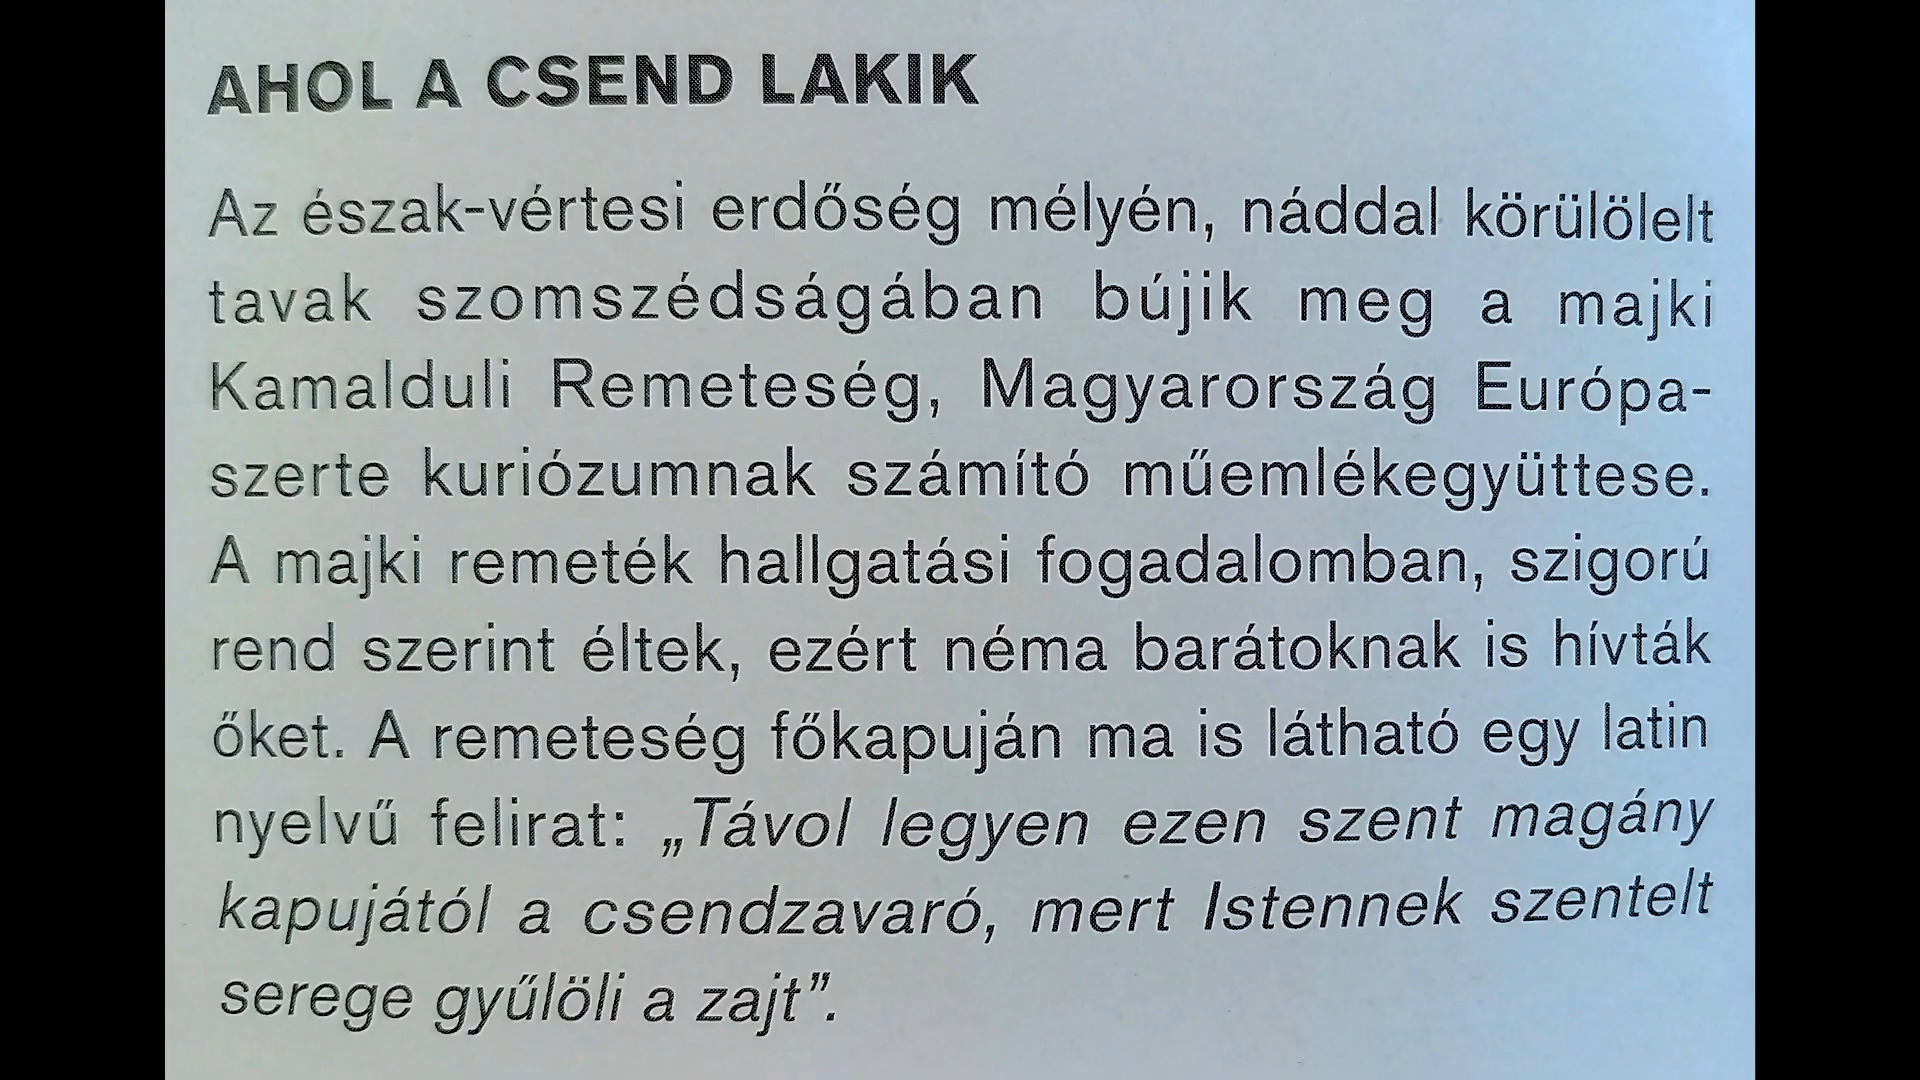 AHOL A CSEND LAKIK
Az észak-vértesi erdőség mélyén, náddal körülölelt
tavak szomszédságában bújik meg a majki
Kamalduli Remeteség, Magyarország Európa-
szerte kuriózumnak számító műemlékegyüttese.
A majki remeték hallgatási fogadalomban, szigorú
rend szerint éltek, ezért néma barátoknak is hívták
őket. A remeteség főkapuján ma is látható egy latin
nyelvű felirat: „Távol legyen ezen szent magány
kapujától a csendzavaró, mert Istennek szentelt
serege gyűlöli a zajt”.